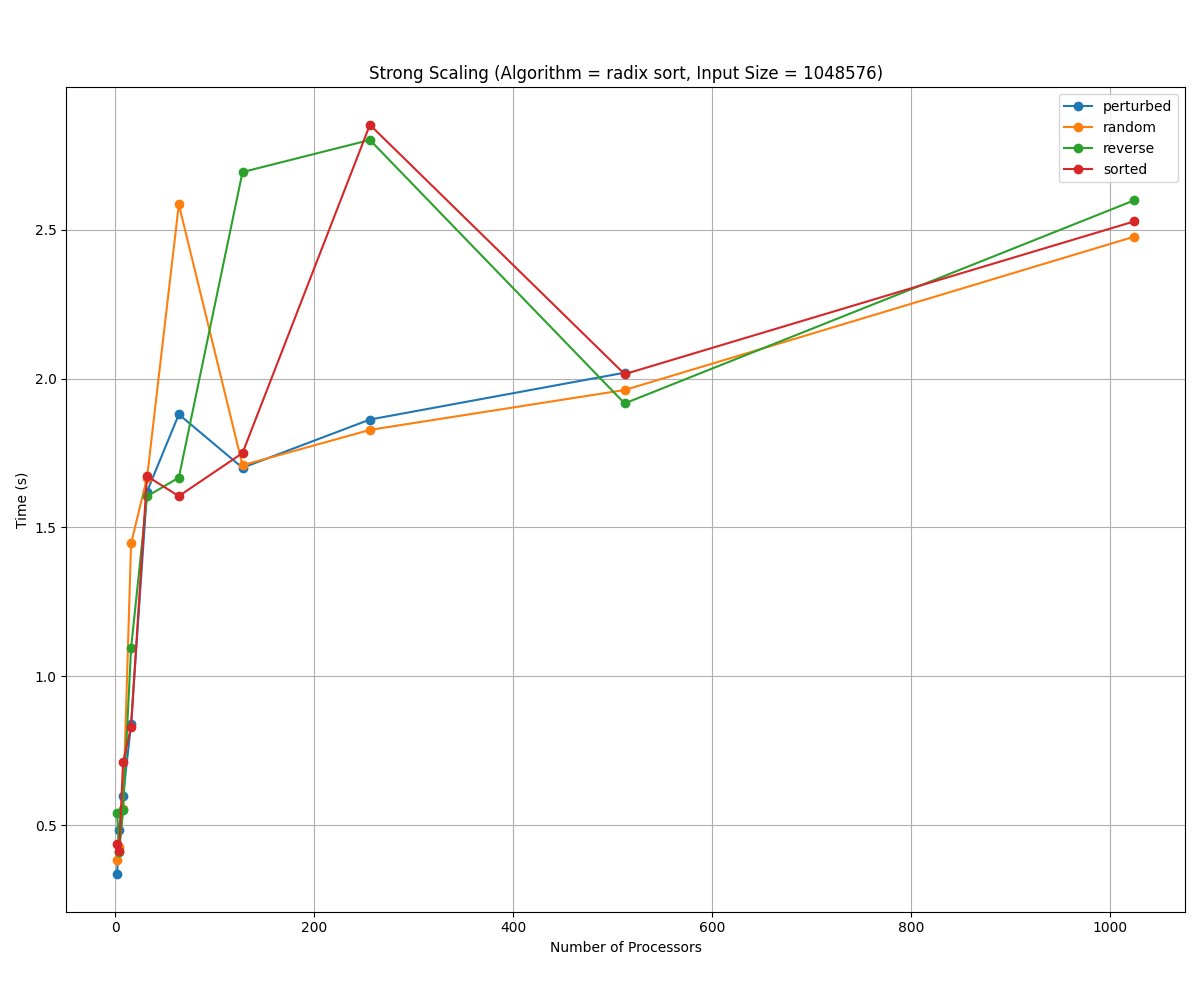 Strong Scaling (Algorithm = radix sort, Input Size = 1048576)
perturbed
random
reverse
sorted
2.5
2.0
1.5
1.0
0.5
Time (s)
0 200 400 600 800 1000
Number of Processors